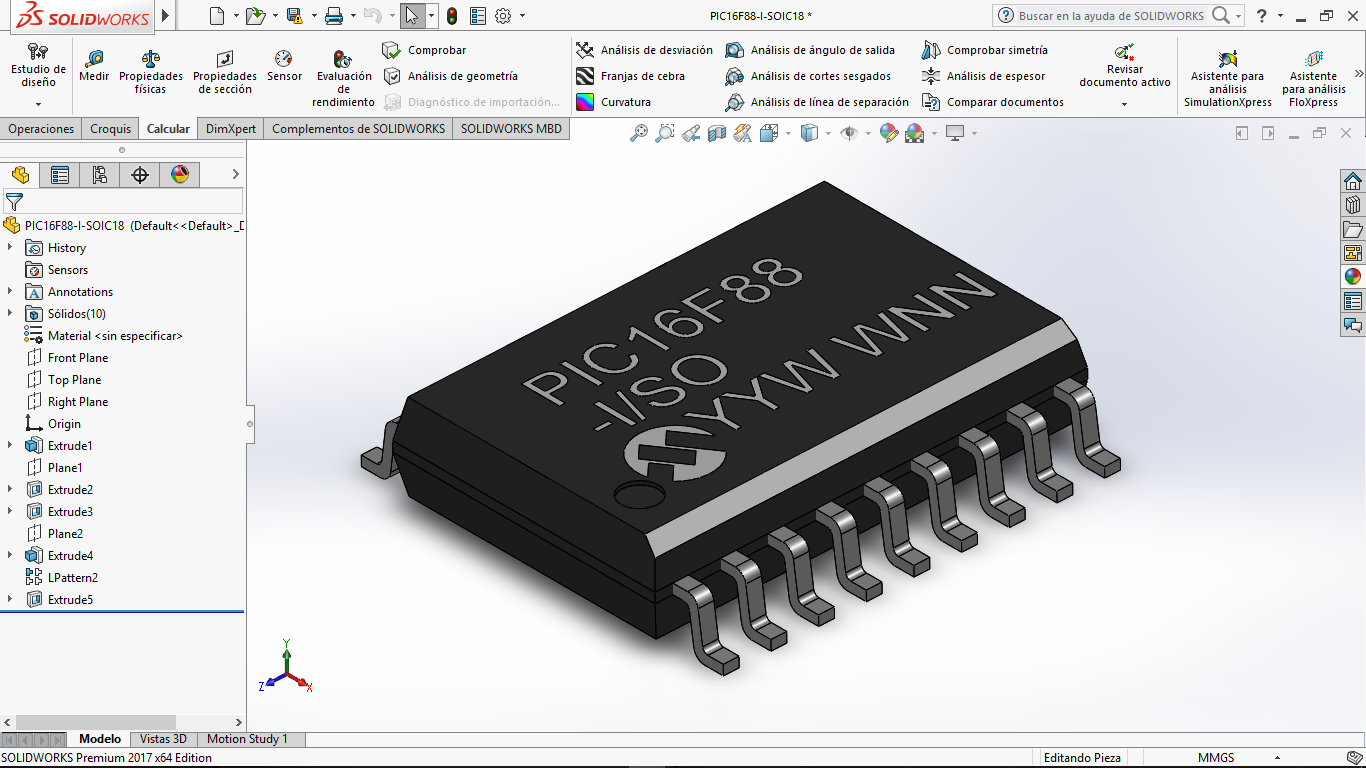 SOLIDWORKS
PIC16F88-I-SOIC18 *
Buscar en la ayuda de SOLIDWORKS
?
Estudio de diseño
Medir
Propiedades físicas
Propiedades de sección
Sensor
Evaluación de rendimiento
Comprobar
Análisis de geometría
Diagnóstico de importación...
Análisis de desviación
Franjas de cebra
Curvatura
Análisis de ángulo de salida
Análisis de cortes sesgados
Análisis de línea de separación
Comprobar simetría
Análisis de espesor
Comparar documentos
Revisar documento activo
Asistente para análisis SimulationXpress
Asistente para análisis FloXpress
Operaciones
Croquis
Calcular
DimXpert
Complementos de SOLIDWORKS
SOLIDWORKS MBD
PIC16F88-I-SOIC18 (Default<<Default>_D
History
Sensors
Annotations
Sólidos(10)
Material <sin especificar>
Front Plane
Top Plane
Right Plane
Origin
Extrude1
Plane1
Extrude2
Extrude3
Plane2
Extrude4
LPattern2
Extrude5
PIC16F88
-I/SO
YYW WNN
Y
Z
X
Modelo
Vistas 3D
Motion Study 1
SOLIDWORKS Premium 2017 x64 Edition
Editando Pieza
MMGS